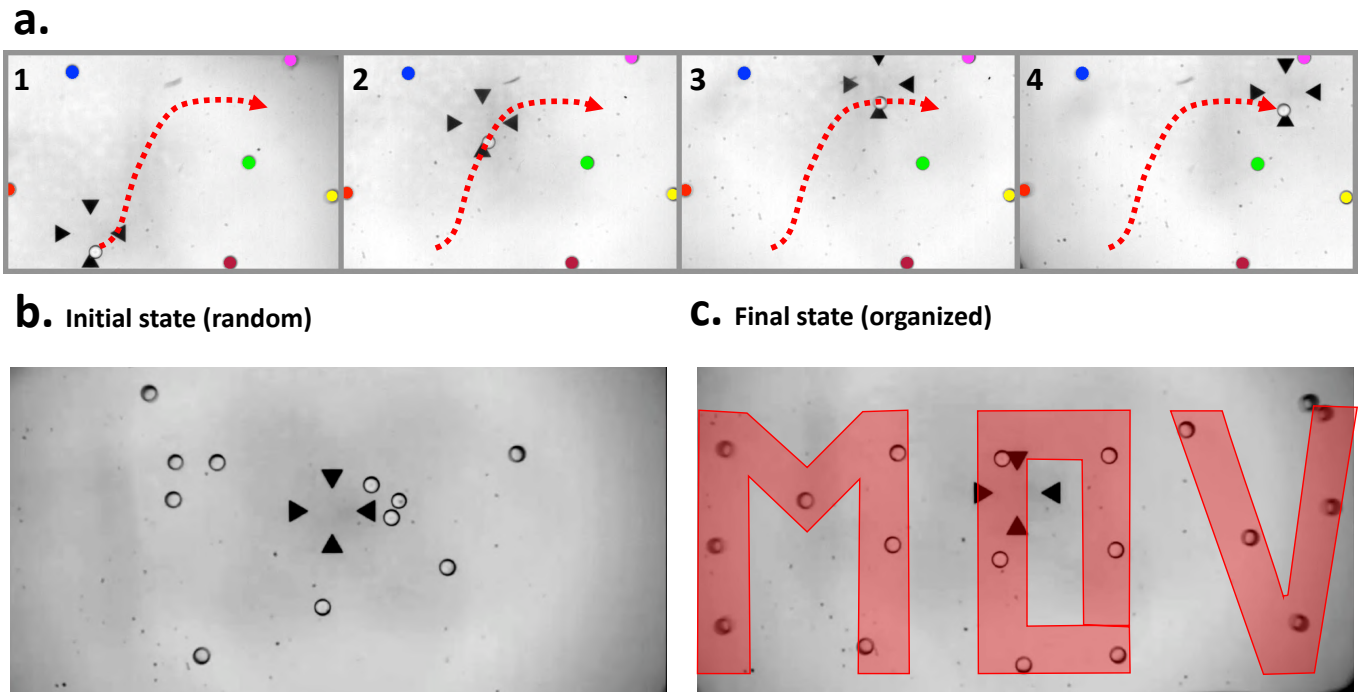 a.
1 2 3 4
b. Initial state (random)
c. Final state (organized)
MOV